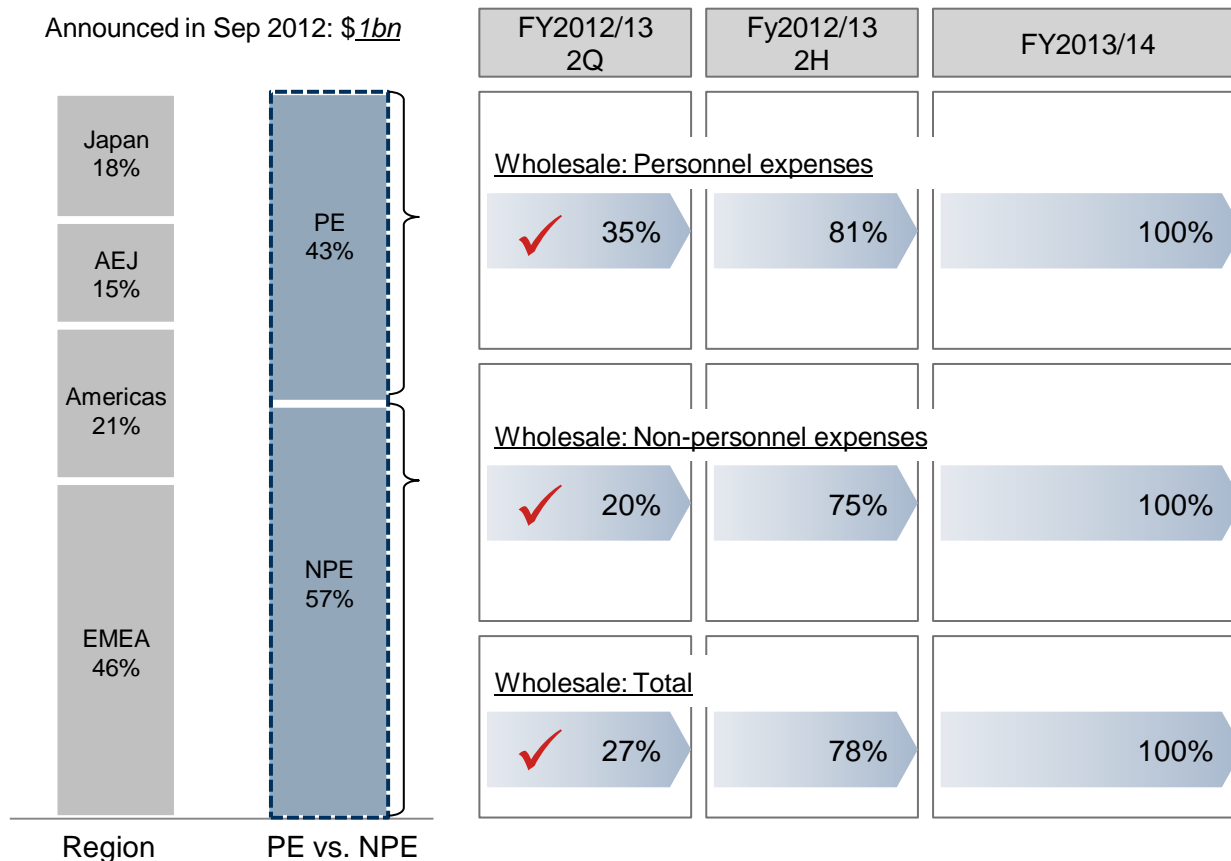 Announced in Sep 2012: $1bn
FY2012/13
2Q
Fy2012/13
2H
FY2013/14
Japan
18%
AEJ
15%
Americas
21%
EMEA
46%
Region
PE
43%
NPE
57%
PE vs. NPE
Wholesale: Personnel expenses
35%
81%
100%
Wholesale: Non-personnel expenses
20%
75%
100%
Wholesale: Total
27%
78%
100%